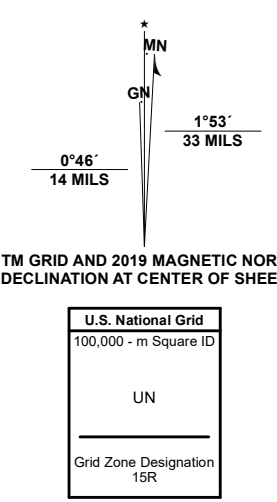 ★
MN
GN
1°53´
33 MILS
0°46´
14 MILS
TM GRID AND 2019 MAGNETIC NOR
DECLINATION AT CENTER OF SHEE
U.S. National Grid
100,000 - m Square ID
UN
Grid Zone Designation
15R